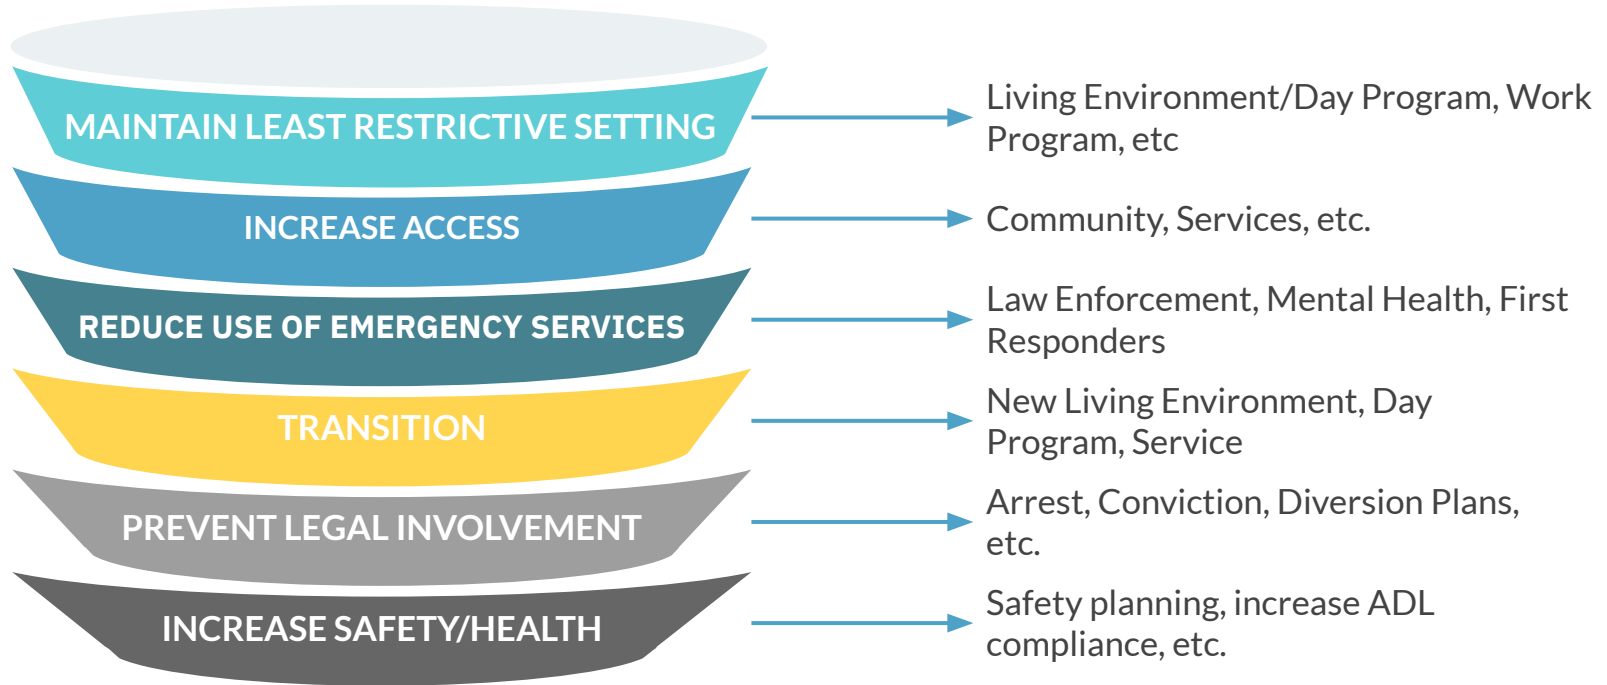 MAINTAIN LEAST RESTRICTIVE SETTING
Living Environment/Day Program, Work
Program, etc
INCREASE ACCESS
Community, Services, etc.
REDUCE USE OF EMERGENCY SERVICES
Law Enforcement, Mental Health, First
Responders
TRANSITION
New Living Environment, Day
Program, Service
PREVENT LEGAL INVOLVEMENT
Arrest, Conviction, Diversion Plans,
etc.
INCREASE SAFETY/HEALTH
Safety planning, increase ADL
compliance, etc.